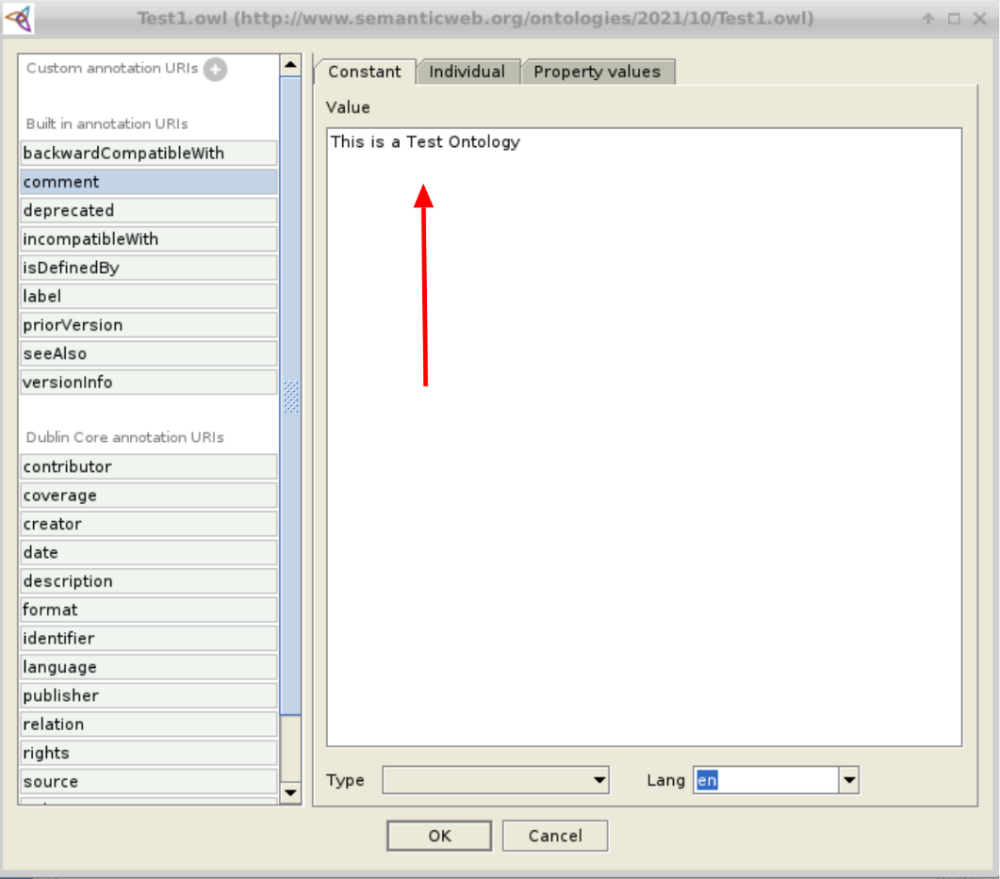 Test1.owl (http://www.semanticweb.org/ontologies/2021/10/Test1.owl)
Custom annotation URIs
Built in annotation URIs
backwardCompatibleWith
comment
deprecated
incompatibleWith
isDefinedBy
label
priorVersion
seeAlso
versionInfo
Dublin Core annotation URIs
contributor
coverage
creator
date
description
format
identifier
language
publisher
relation
rights
source
Constant Individual Property values
Value
This is a Test Ontology
Type Lang en
OK Cancel